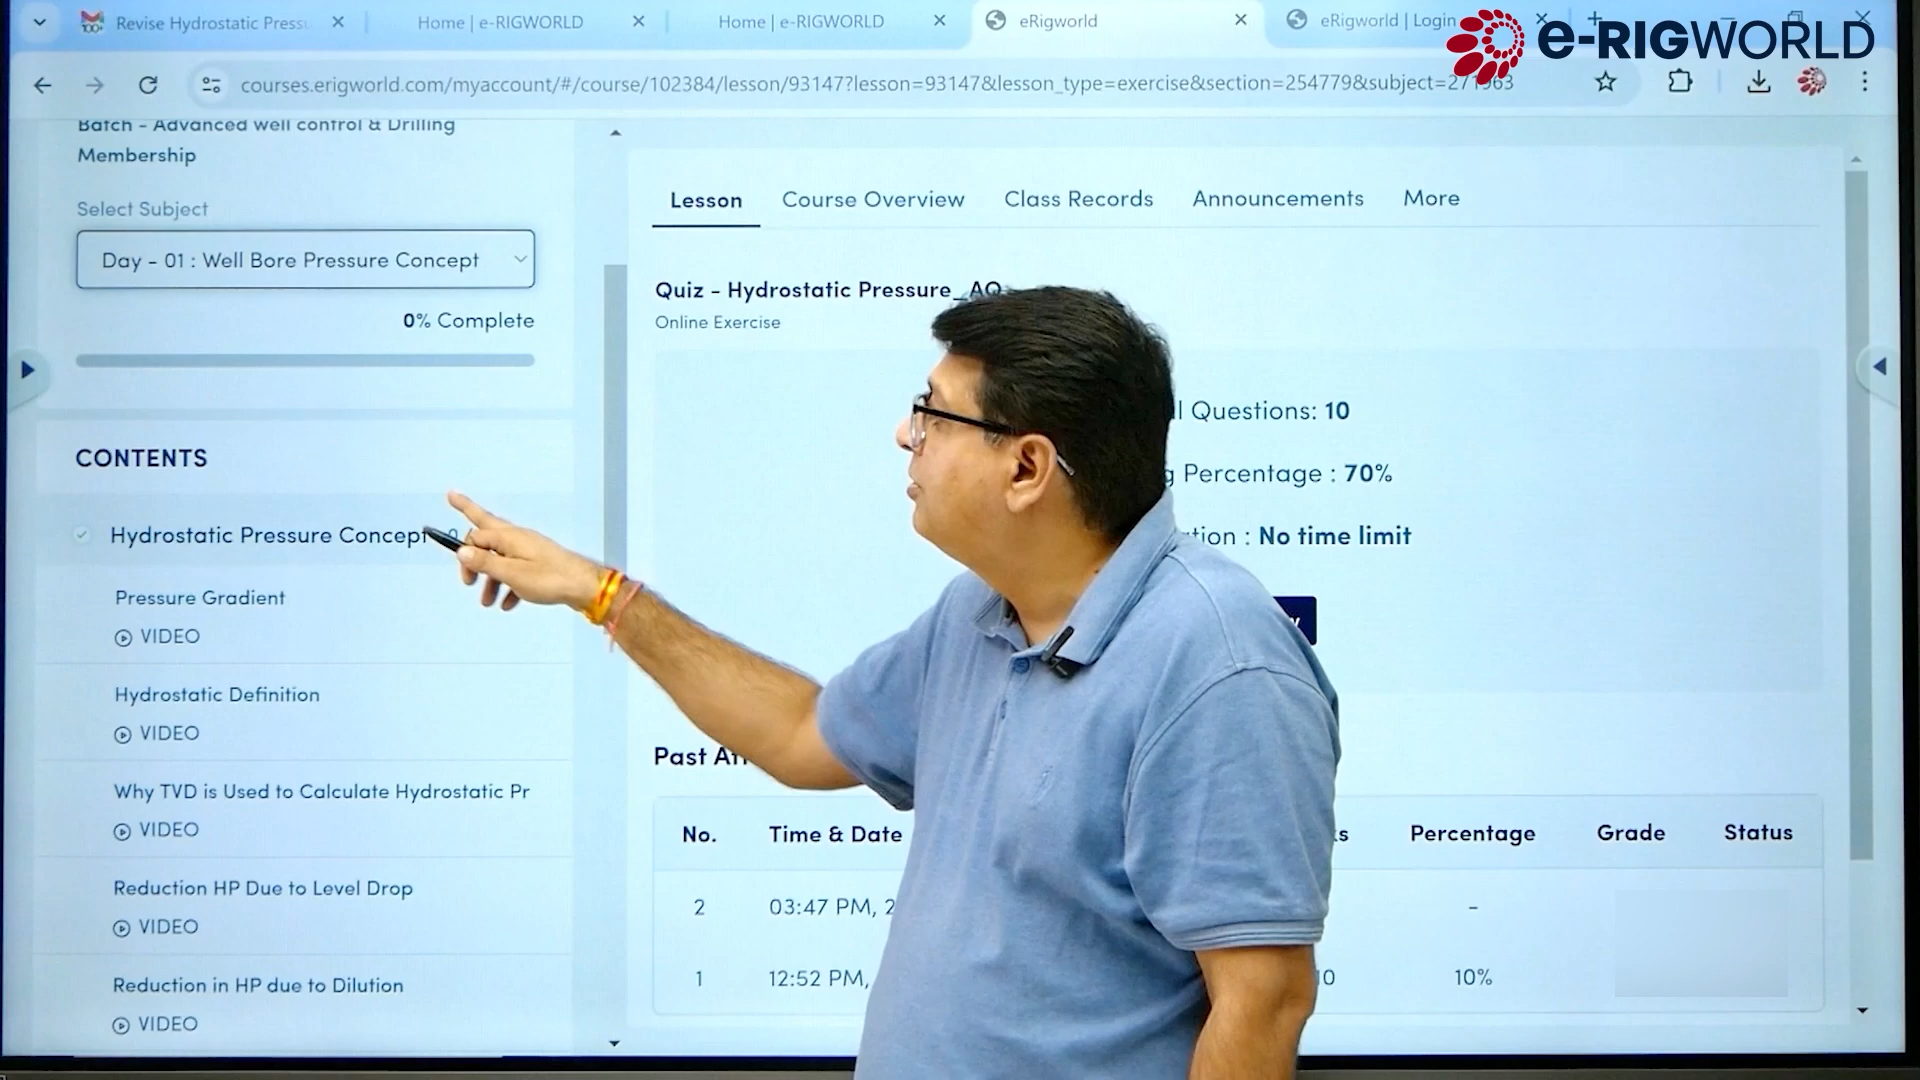 Revise Hydrostatic Press
Home | e-RIGWORLD
Home | e-RIGWORLD
eRigworld
eRigworld | Login
e-RIGWORLD
courses.erigworld.com/myaccount/#/course/102384/lesson/93147?lesson=93147&lesson_type=exercise&section=254779&subject=271963
Batch - Advanced well control & Drilling
Membership
Select Subject
Day - 01 : Well Bore Pressure Concept
0% Complete
CONTENTS
Hydrostatic Pressure Concept
Pressure Gradient
VIDEO
Hydrostatic Definition
VIDEO
Why TVD is Used to Calculate Hydrostatic Pr
VIDEO
Reduction HP Due to Level Drop
VIDEO
Reduction in HP due to Dilution
VIDEO
Lesson
Course Overview
Class Records
Announcements
More
Quiz - Hydrostatic Pressure_AQ
Online Exercise
Questions: 10
Percentage : 70%
: No time limit
Past
No.
Time & Date
Percentage
Grade
Status
2
03:47 PM, 2
-
1
12:52 PM,
10
10%